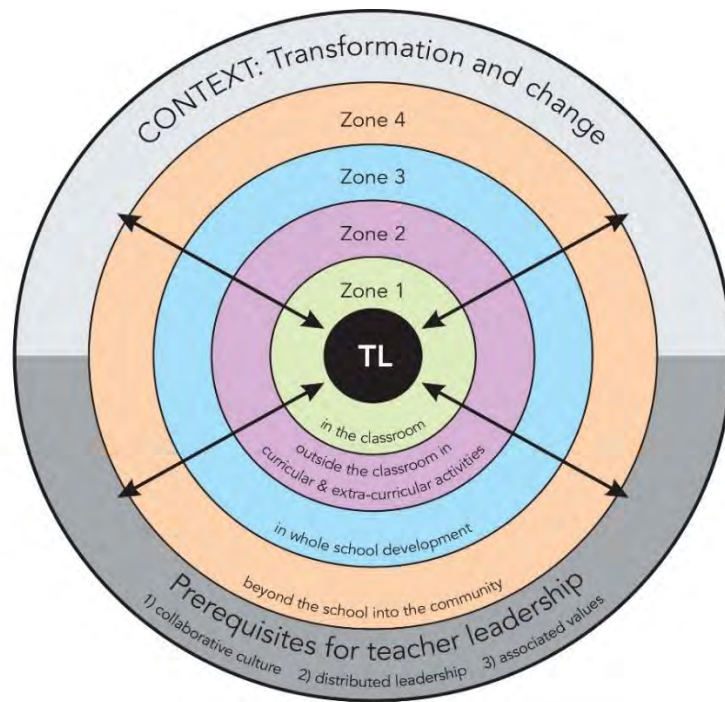 CONTEXT: Transformation and change
Zone 4
Zone 3
Zone 2
Zone 1
TL
in the classroom
outside the classroom in
curricular & extra-curricular activities
in whole school development
beyond the school into the community
Prerequisites for teacher leadership
1) collaborative culture 2) distributed leadership 3) associated values